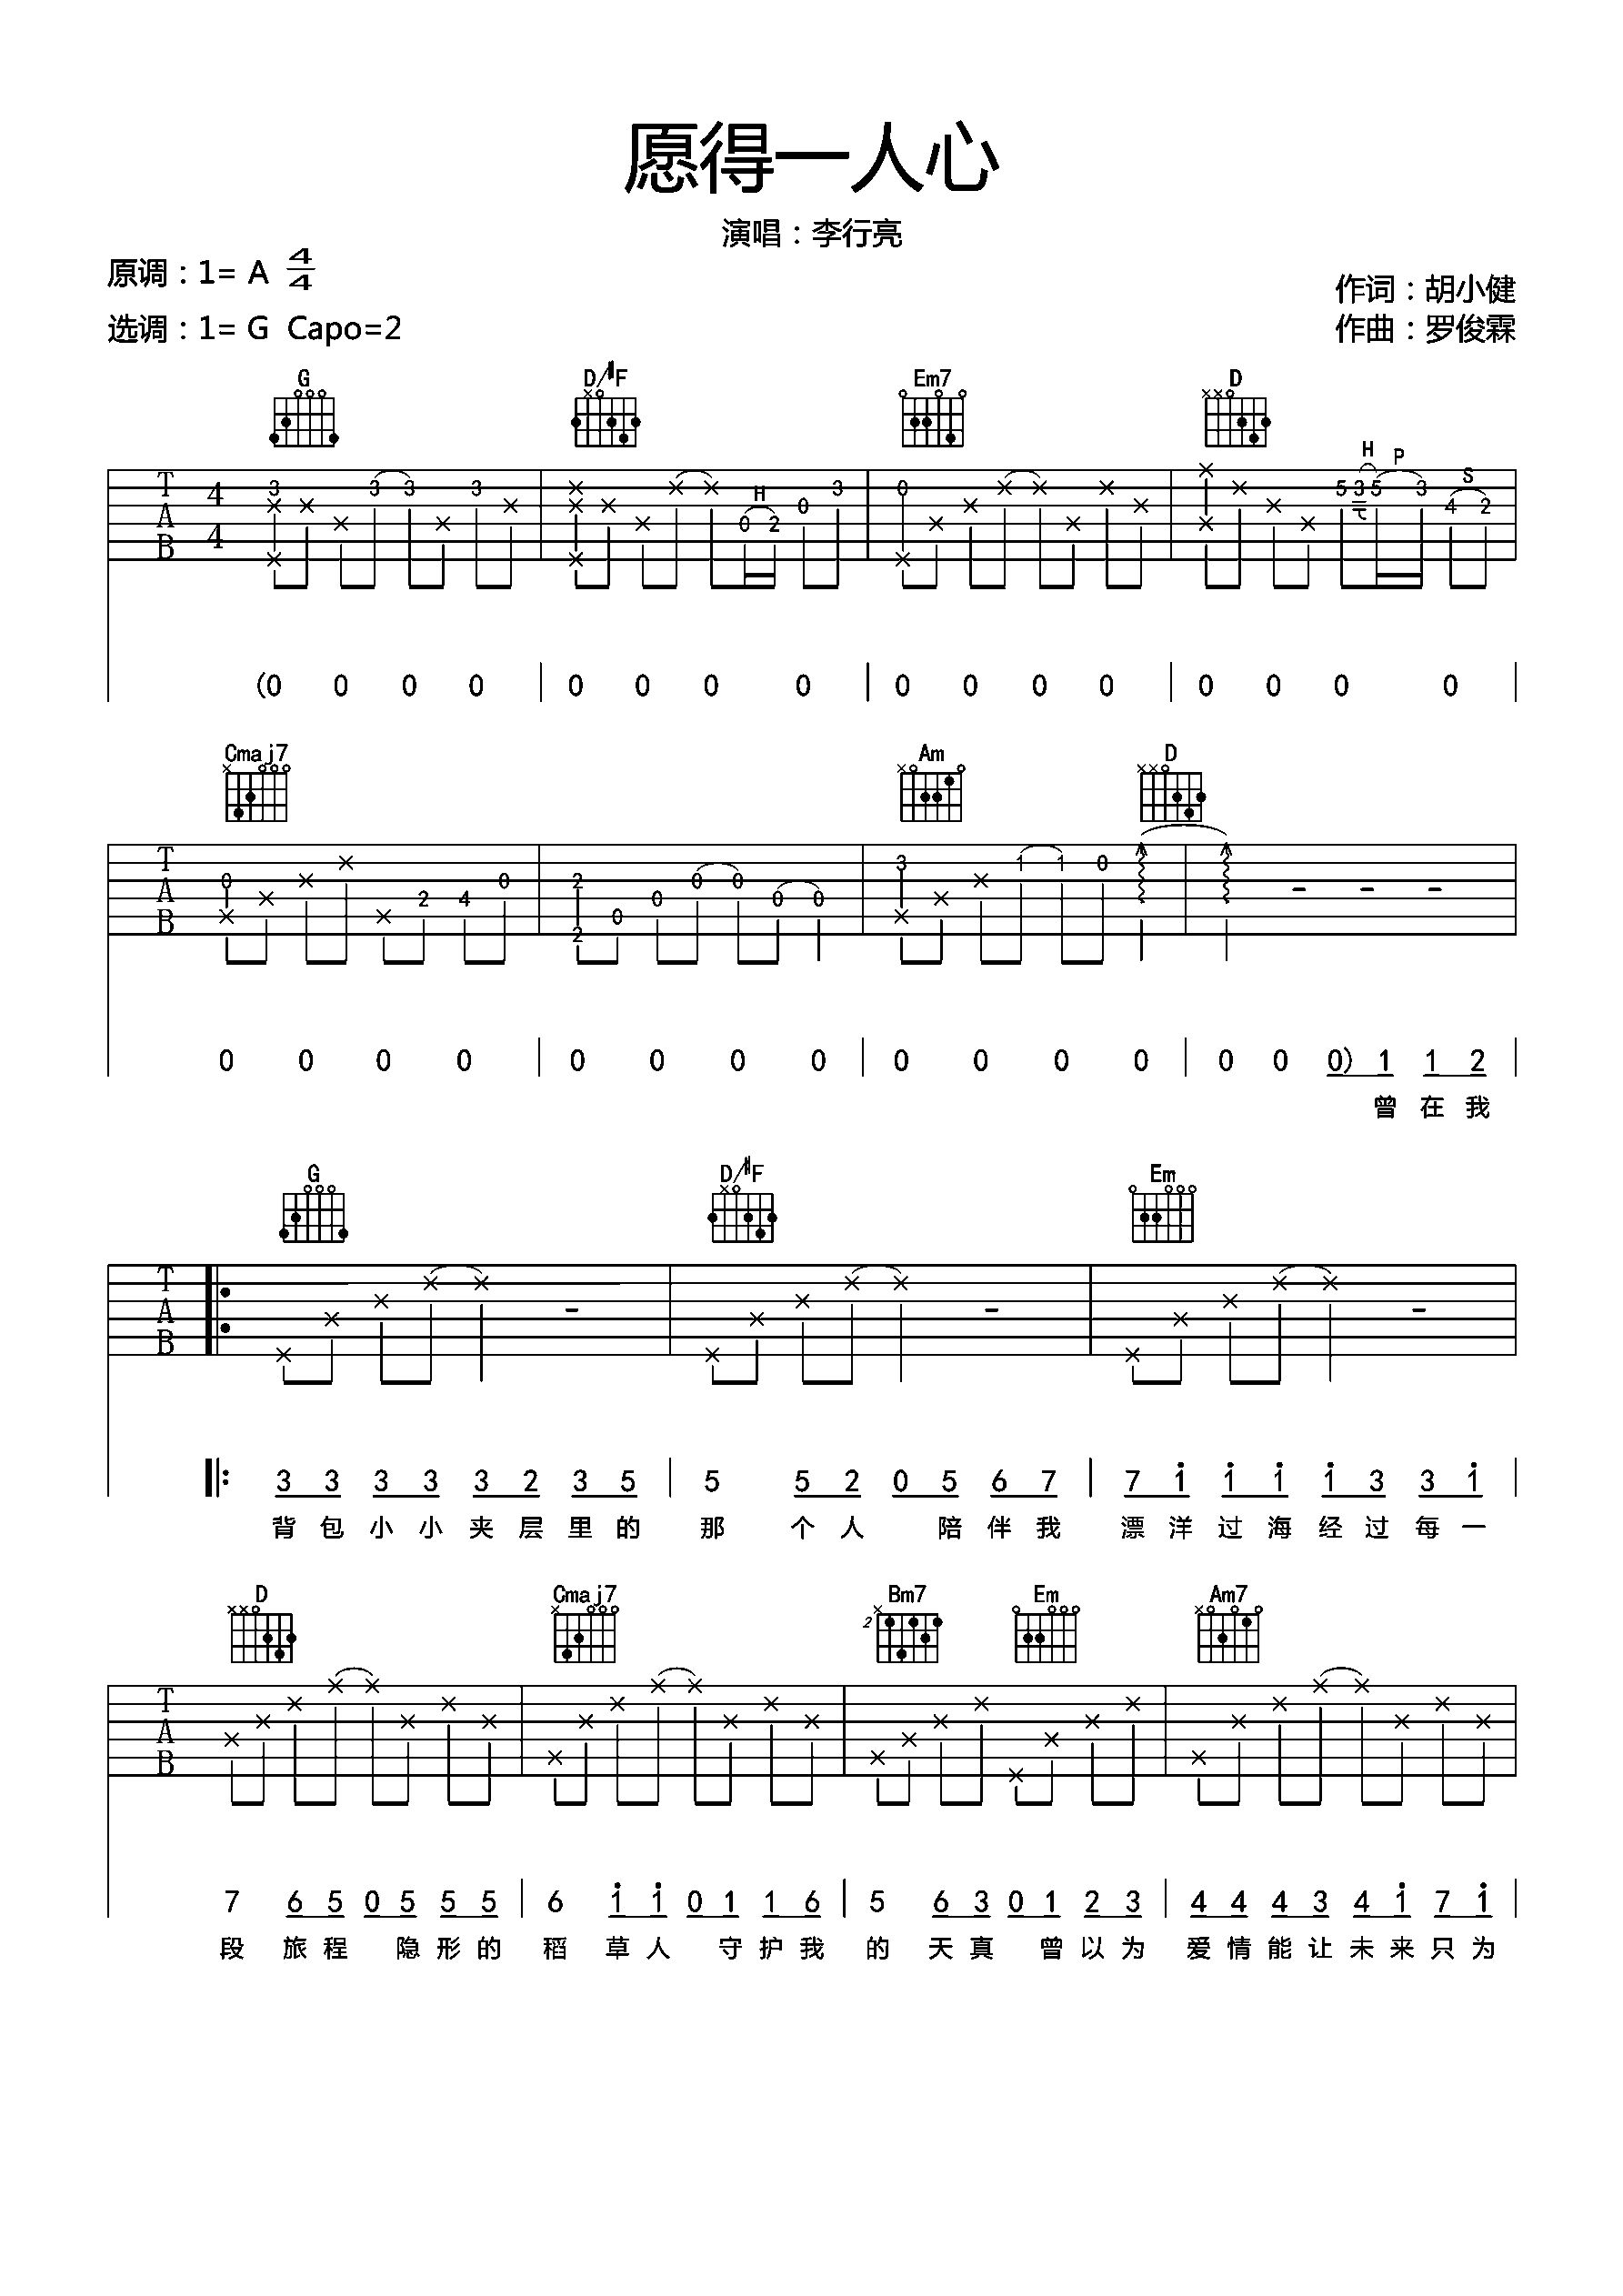 愿得一人心
演唱：李行亮
原调：1= A 4/4
作词：胡小健
选调：1= G Capo=2
作曲：罗俊霖
G D/#F Em7 D
T A B 4 4 3 3 3 3 H 0 2 0 3 0 H P S 5 3 5 3 4 2
(0 0 0 0 | 0 0 0 0 | 0 0 0 0 | 0 0 0 0 |
Cmaj7 Am D
T A B 0 2 4 0 2 2 0 0 0 0 0 0 3 1 1 0 - - -
0 0 0 0 | 0 0 0 0 | 0 0 0 0 | 0 0 0) 1 1 2 |
曾 在 我
G D/#F Em
T A B - - -
3 3 3 3 3 2 3 5 | 5 5 2 0 5 6 7 | 7 i i i i 3 3 i |
背 包 小 小 夹 层 里 的 那 个 人 陪 伴 我 漂 洋 过 海 经 过 每 一
D Cmaj7 Bm7 Em Am7
2
T A B
7 6 5 0 5 5 5 | 6 i i 0 1 1 6 | 5 6 3 0 1 2 3 | 4 4 4 3 4 i 7 i |
段 旅 程 隐 形 的 稻 草 人 守 护 我 的 天 真 曾 以 为 爱 情 能 让 未 来 只 为